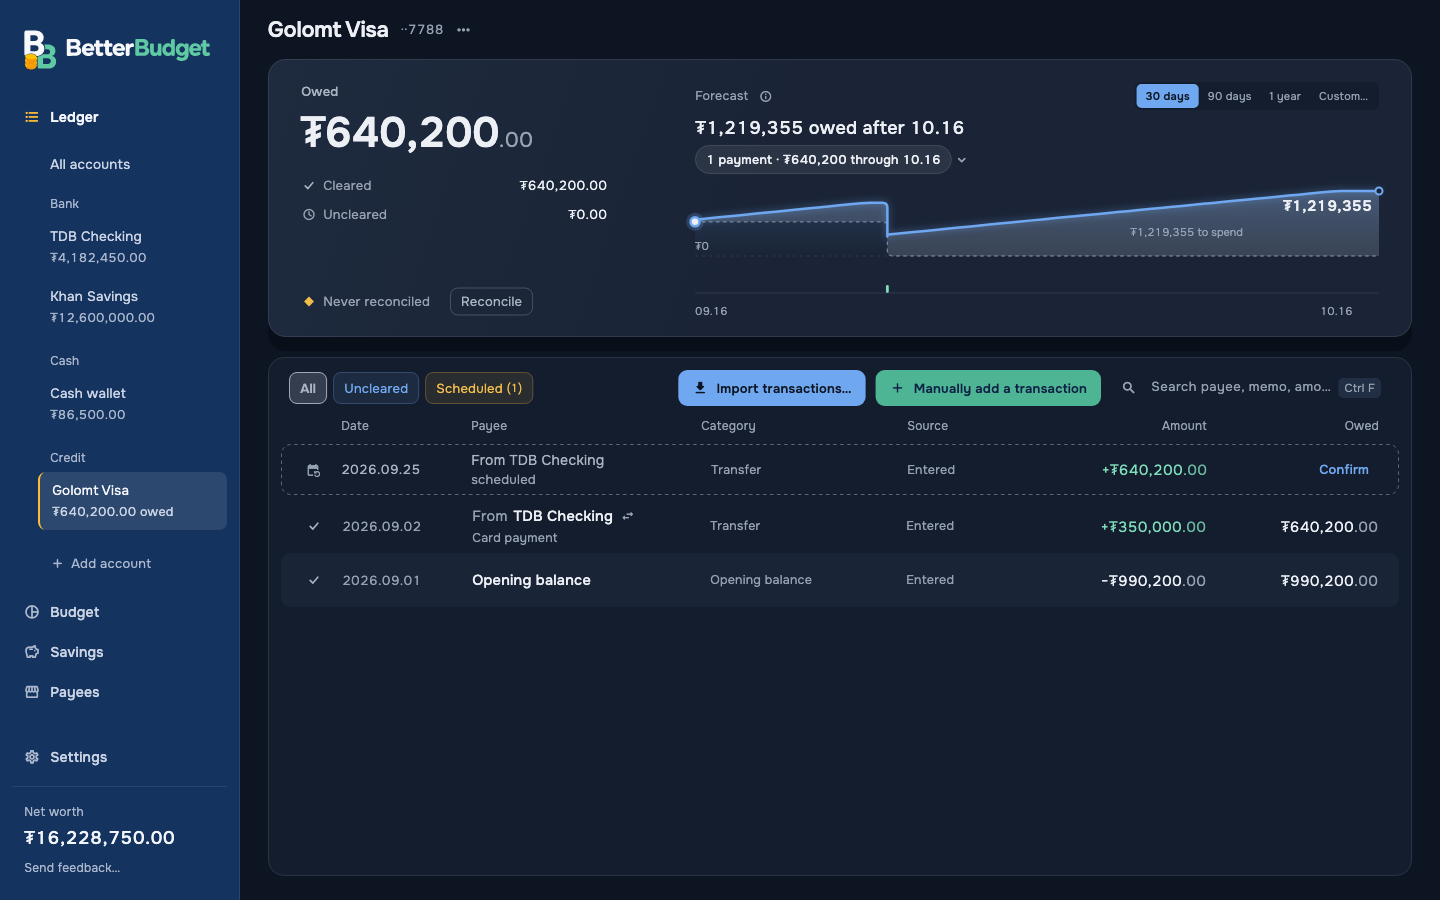 BetterBudget
Ledger
All accounts
Bank
TDB Checking
₮4,182,450.00
Khan Savings
₮12,600,000.00
Cash
Cash wallet
₮86,500.00
Credit
Golomt Visa
₮640,200.00 owed
+ Add account
Budget
Savings
Payees
Settings
Net worth
₮16,228,750.00
Send feedback...
Golomt Visa ··7788 •••
Owed
₮640,200.00
Cleared ₮640,200.00
Uncleared ₮0.00
Never reconciled Reconcile
Forecast
30 days 90 days 1 year Custom...
₮1,219,355 owed after 10.16
1 payment · ₮640,200 through 10.16
₮1,219,355
₮1,219,355 to spend
₮0
09.16 10.16
All Uncleared Scheduled (1) Import transactions... + Manually add a transaction Search payee, memo, amo... Ctrl F
Date Payee Category Source Amount Owed
2026.09.25 From TDB Checking Transfer Entered +₮640,200.00 Confirm
scheduled
2026.09.02 From TDB Checking Transfer Entered +₮350,000.00 ₮640,200.00
Card payment
2026.09.01 Opening balance Opening balance Entered −₮990,200.00 ₮990,200.00